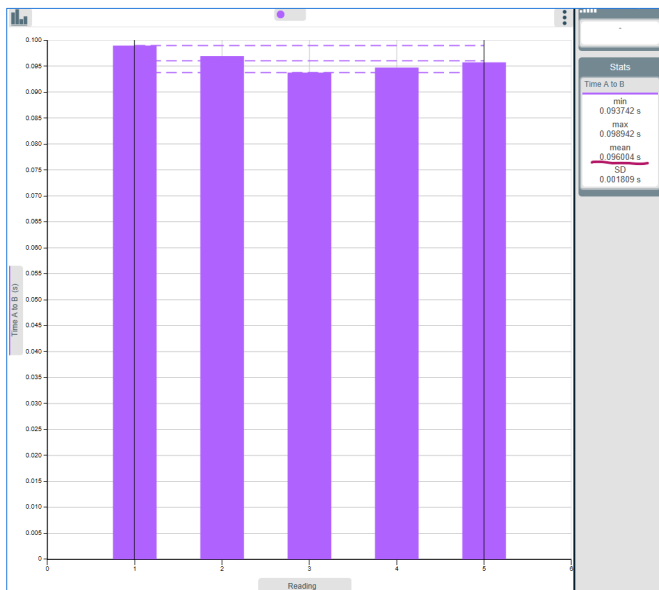 0.100
0.095
0.090
0.085
0.080
0.075
0.070
0.065
0.060
0.055
0.050
0.045
0.040
0.035
0.030
0.025
0.020
0.015
0.010
0.005
0
Time A to B (s)
0 1 2 3 4 5 6
Reading
-
Stats
Time A to B
min
0.093742 s
max
0.098942 s
mean
0.096004 s
SD
0.001809 s